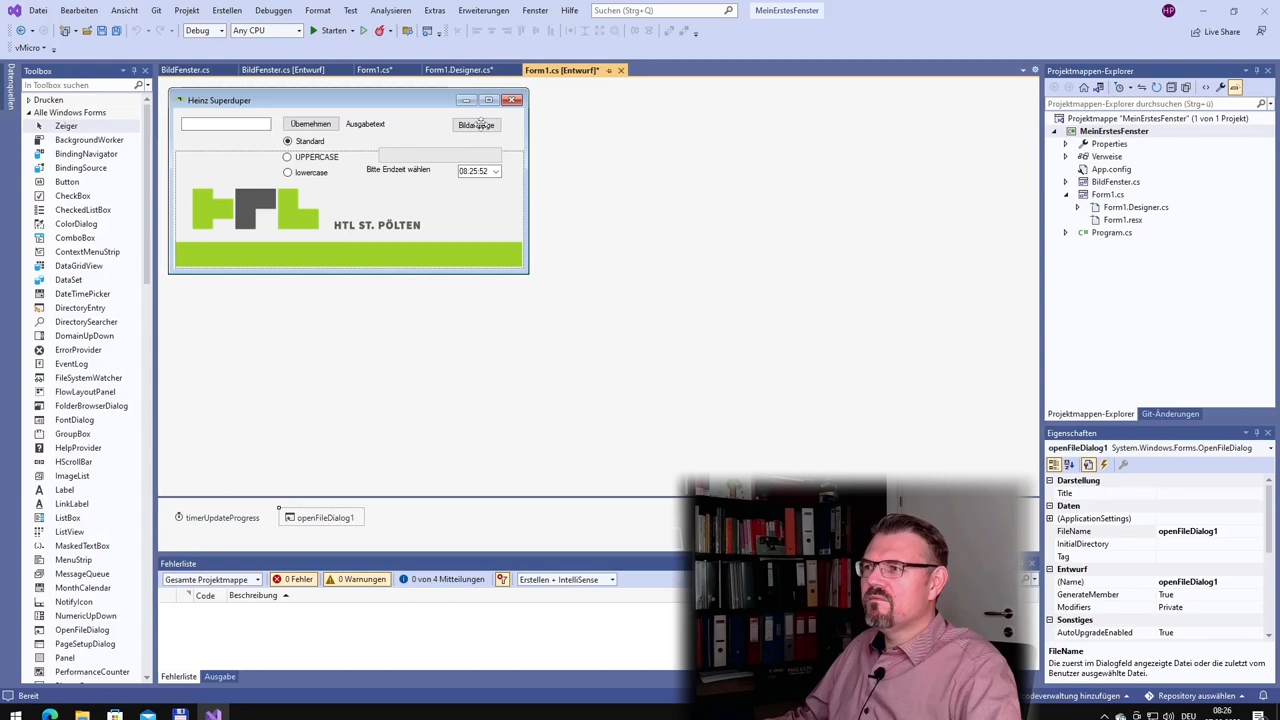 Datei Bearbeiten Ansicht Git Projekt Erstellen Debuggen Format Test Analysieren Extras Erweiterungen Fenster Hilfe Suchen (Strg+Q) MeinErstesFenster HP
Debug Any CPU Starten Live Share
vMicro
Datenquellen
Toolbox
BildFenster.cs BildFenster.cs [Entwurf] Form1.cs* Form1.Designer.cs* Form1.cs [Entwurf]*
Projektmappen-Explorer
Toolbox suchen
Projektmappen-Explorer durchsuchen (Strg+ü)
Drucken
Alle Windows Forms
Zeiger
BackgroundWorker
BindingNavigator
BindingSource
Button
CheckBox
CheckedListBox
ColorDialog
ComboBox
ContextMenuStrip
DataGridView
DataSet
DateTimePicker
DirectoryEntry
DirectorySearcher
DomainUpDown
ErrorProvider
EventLog
FileSystemWatcher
FlowLayoutPanel
FolderBrowserDialog
FontDialog
GroupBox
HelpProvider
HScrollBar
ImageList
Label
LinkLabel
ListBox
ListView
MaskedTextBox
MenuStrip
MessageQueue
MonthCalendar
NotifyIcon
NumericUpDown
OpenFileDialog
PageSetupDialog
Panel
PerformanceCounter
Heinz Superduper
Übernehmen Ausgabetext
Standard
UPPERCASE
lowercase
Bitte Endzeit wählen 08:25:52
HTL ST. PÖLTEN
timerUpdateProgress openFileDialog1
Fehlerliste
Gesamte Projektmappe 0 Fehler 0 Warnungen 0 von 4 Mitteilungen Erstellen + IntelliSense
Code Beschreibung
Fehlerliste Ausgabe
Projektmappe "MeinErstesFenster" (1 von 1 Projekt)
MeinErstesFenster
Properties
Verweise
App.config
BildFenster.cs
Form1.cs
Form1.Designer.cs
Form1.resx
Program.cs
Projektmappen-Explorer Git-Änderungen
Eigenschaften
openFileDialog1 System.Windows.Forms.OpenFileDialog
Darstellung
Title
Daten
(ApplicationSettings)
FileName openFileDialog1
InitialDirectory
Tag
Entwurf
(Name) openFileDialog1
GenerateMember True
Modifiers Private
Sonstiges
AutoUpgradeEnabled True
FileName
Die zuerst im Dialogfeld angezeigte Datei oder die zuletzt vom
Benutzer ausgewählte Datei.
Bereit
Repository auswählen
DEU 08:26